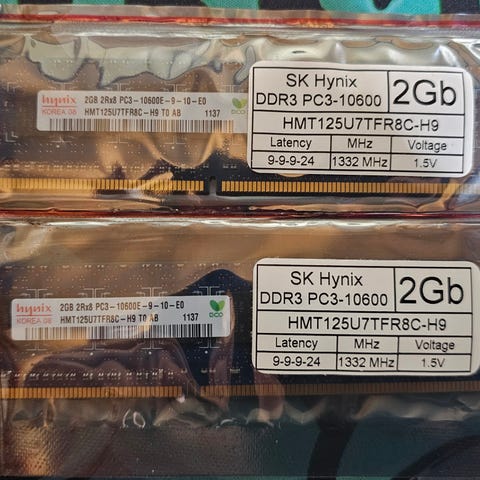 hynix
KOREA 08
2GB 2Rx8 PC3-10600E-9-10-E0
HMT125U7TFR8C-H9 T0 AB 1137
SK Hynix
DDR3 PC3-10600
2Gb
HMT125U7TFR8C-H9
Latency MHz Voltage
9-9-9-24 1332 MHz 1.5V
hynix
KOREA 08
2GB 2Rx8 PC3-10600E-9-10-E0
HMT125U7TFR8C-H9 T0 AB 1137
eco
SK Hynix
DDR3 PC3-10600
2Gb
HMT125U7TFR8C-H9
Latency MHz Voltage
9-9-9-24 1332 MHz 1.5V